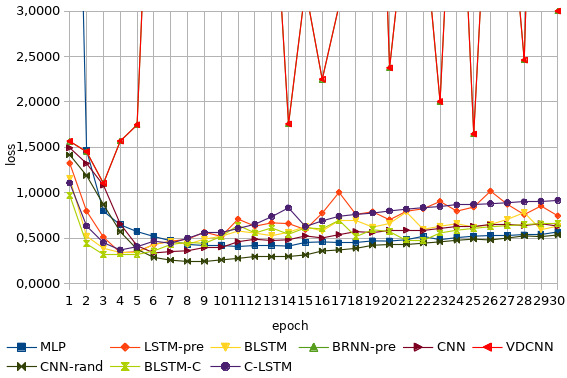 3,0000
2,5000
2,0000
1,5000
1,0000
0,5000
0,0000
loss
1 2 3 4 5 6 7 8 9 10 11 12 13 14 15 16 17 18 19 20 21 22 23 24 25 26 27 28 29 30
epoch
MLP LSTM-pre BLSTM BRNN-pre CNN VDCNN
CNN-rand BLSTM-C C-LSTM